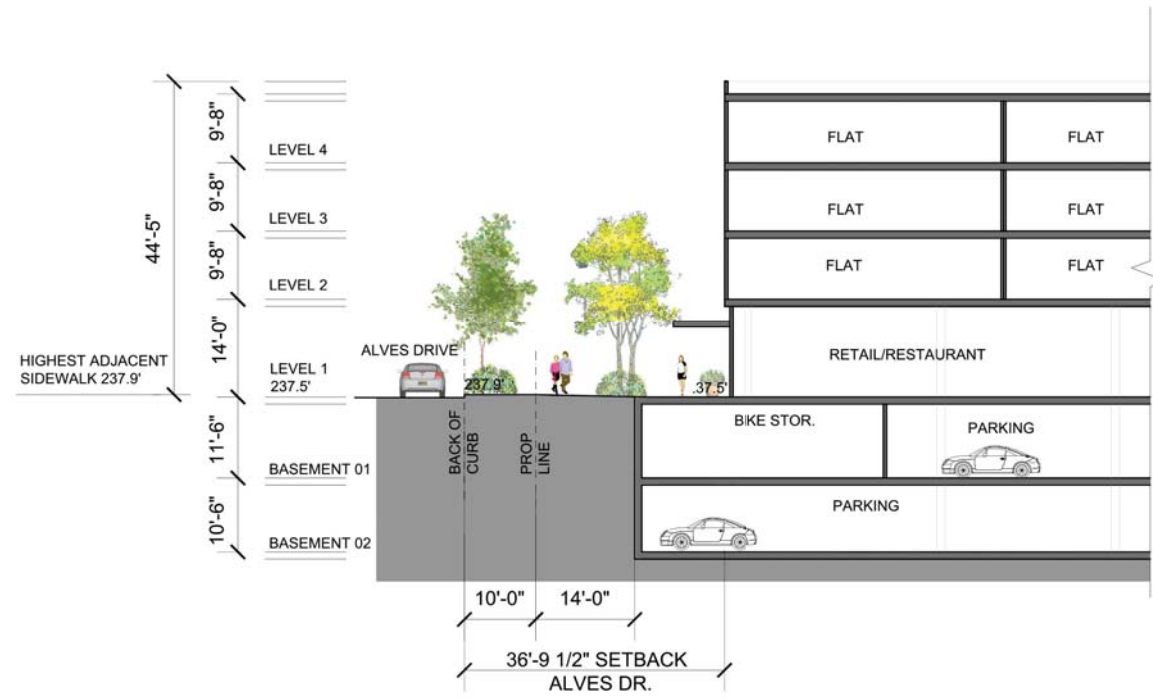 44'-5"
9'-8"
9'-8"
9'-8"
14'-0"
11'-6"
10'-6"
HIGHEST ADJACENT
SIDEWALK 237.9'
LEVEL 4
LEVEL 3
LEVEL 2
LEVEL 1
237.5'
BASEMENT 01
BASEMENT 02
ALVES DRIVE
237.9'
.37.5'
BACK OF
CURB
PROP
LINE
FLAT
FLAT
FLAT
FLAT
FLAT
FLAT
RETAIL/RESTAURANT
BIKE STOR.
PARKING
PARKING
10'-0"
14'-0"
36'-9 1/2" SETBACK
ALVES DR.